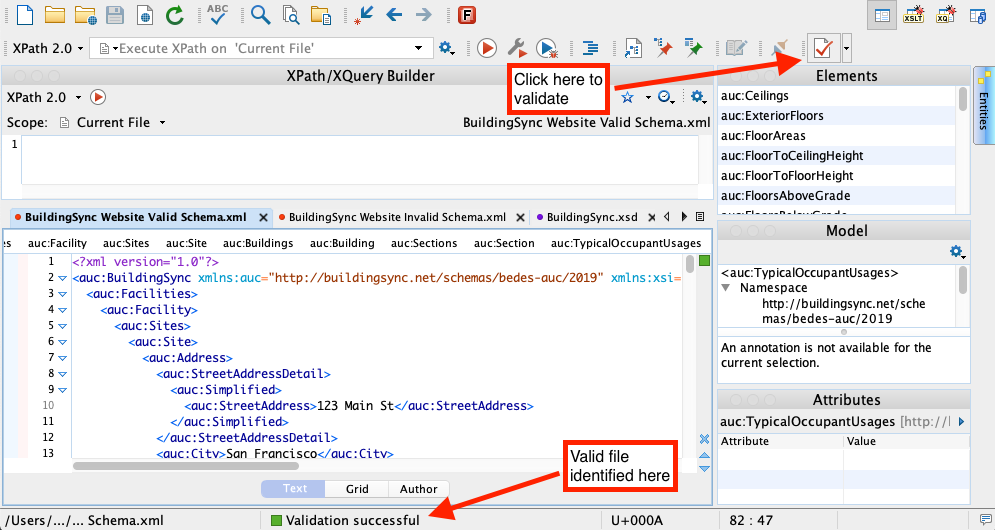 ABC
XSLT
XQ
F
XPath 2.0
Execute XPath on 'Current File'
XPath/XQuery Builder
Click here to
validate
Elements
XPath 2.0
Scope:
Current File
BuildingSync Website Valid Schema.xml
1
auc:Ceilings
auc:ExteriorFloors
auc:FloorAreas
auc:FloorToCeilingHeight
auc:FloorToFloorHeight
auc:FloorsAboveGrade
auc:FloorsBelowGrade
Entities
BuildingSync Website Valid Schema.xml
BuildingSync Website Invalid Schema.xml
BuildingSync.xsd
es auc:Facility auc:Sites auc:Site auc:Buildings auc:Building auc:Sections auc:Section auc:TypicalOccupantUsages
1 <?xml version="1.0"?>
2 <auc:BuildingSync xmlns:auc="http://buildingsync.net/schemas/bedes-auc/2019" xmlns:xsi=
3 <auc:Facilities>
4 <auc:Facility>
5 <auc:Sites>
6 <auc:Site>
7 <auc:Address>
8 <auc:StreetAddressDetail>
9 <auc:Simplified>
10 <auc:StreetAddress>123 Main St</auc:StreetAddress>
11 </auc:Simplified>
12 </auc:StreetAddressDetail>
13 <auc:City>San Francisco</auc:City>
Text Grid Author
Valid file
identified here
Model
<auc:TypicalOccupantUsages>
Namespace
http://buildingsync.net/sche
mas/bedes-auc/2019
An annotation is not available for the
current selection.
Attributes
auc:TypicalOccupantUsages [http://l
Attribute Value
/Users/.../... Schema.xml
Validation successful
U+000A
82 : 47